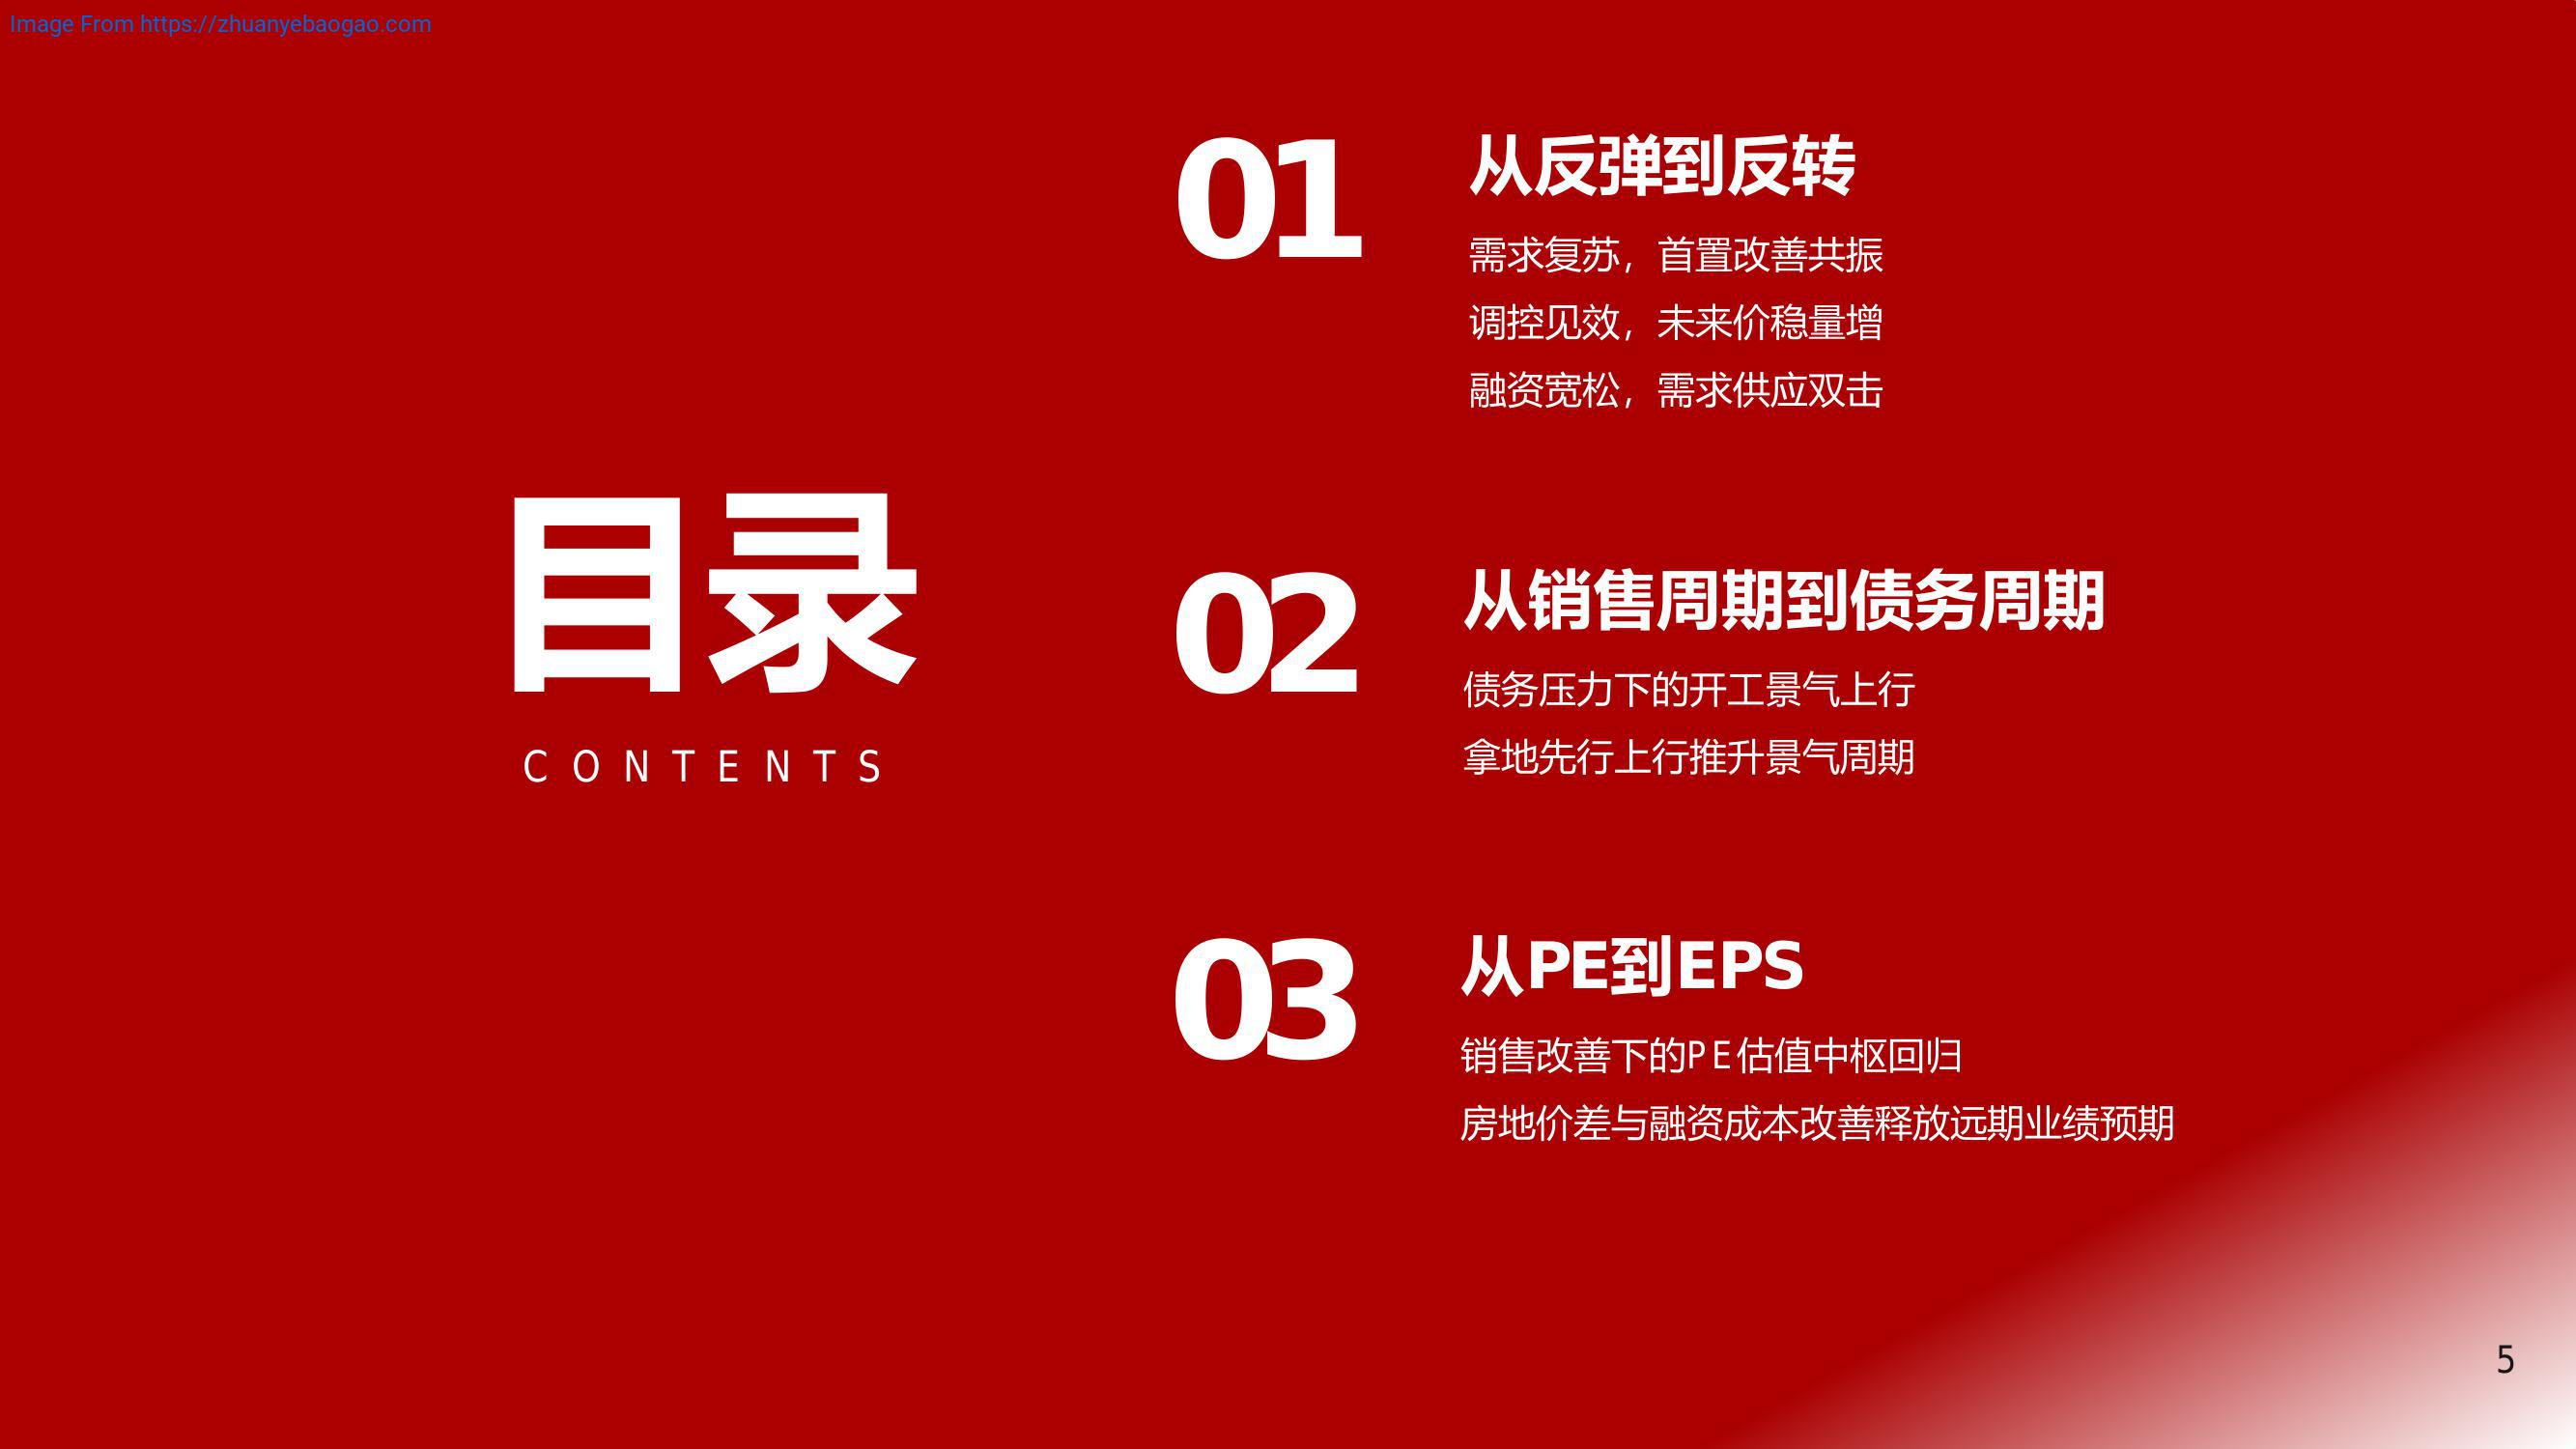 Image From https://zhuanyebaogao.com
目录
CONTENTS
01
从反弹到反转
需求复苏，首置改善共振
调控见效，未来价稳量增
融资宽松，需求供应双击
02
从销售周期到债务周期
债务压力下的开工景气上行
拿地先行上行推升景气周期
03
从PE到EPS
销售改善下的PE估值中枢回归
房地价差与融资成本改善释放远期业绩预期
5